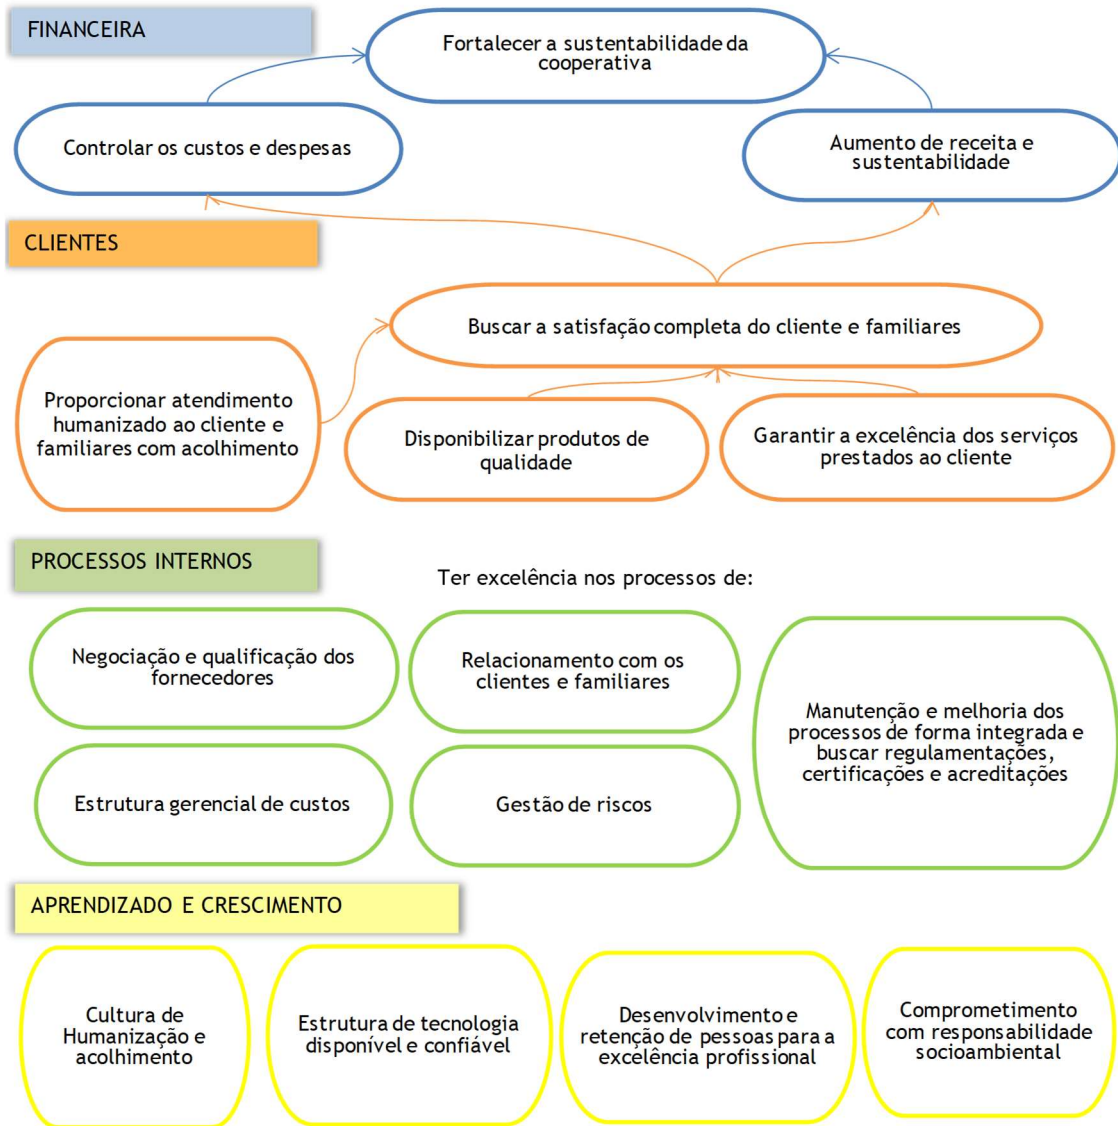 FINANCEIRA
Fortalecer a sustentabilidade da
cooperativa
Controlar os custos e despesas
Aumento de receita e
sustentabilidade
CLIENTES
Buscar a satisfação completa do cliente e familiares
Proporcionar atendimento
humanizado ao cliente e
familiares com acolhimento
Disponibilizar produtos de
qualidade
Garantir a excelência dos serviços
prestados ao cliente
PROCESSOS INTERNOS
Ter excelência nos processos de:
Negociação e qualificação dos
fornecedores
Relacionamento com os
clientes e familiares
Manutenção e melhoria dos
processos de forma integrada e
buscar regulamentações,
certificações e acreditações
Estrutura gerencial de custos
Gestão de riscos
APRENDIZADO E CRESCIMENTO
Cultura de
Humanização e
acolhimento
Estrutura de tecnologia
disponível e confiável
Desenvolvimento e
retenção de pessoas para a
excelência profissional
Comprometimento
com responsabilidade
socioambiental